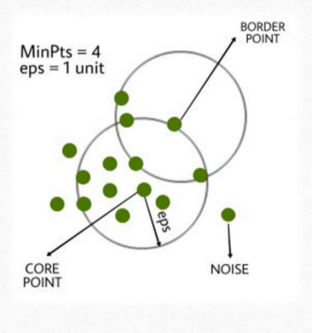 BORDER
POINT
MinPts = 4
eps = 1 unit
eps
CORE
POINT
NOISE